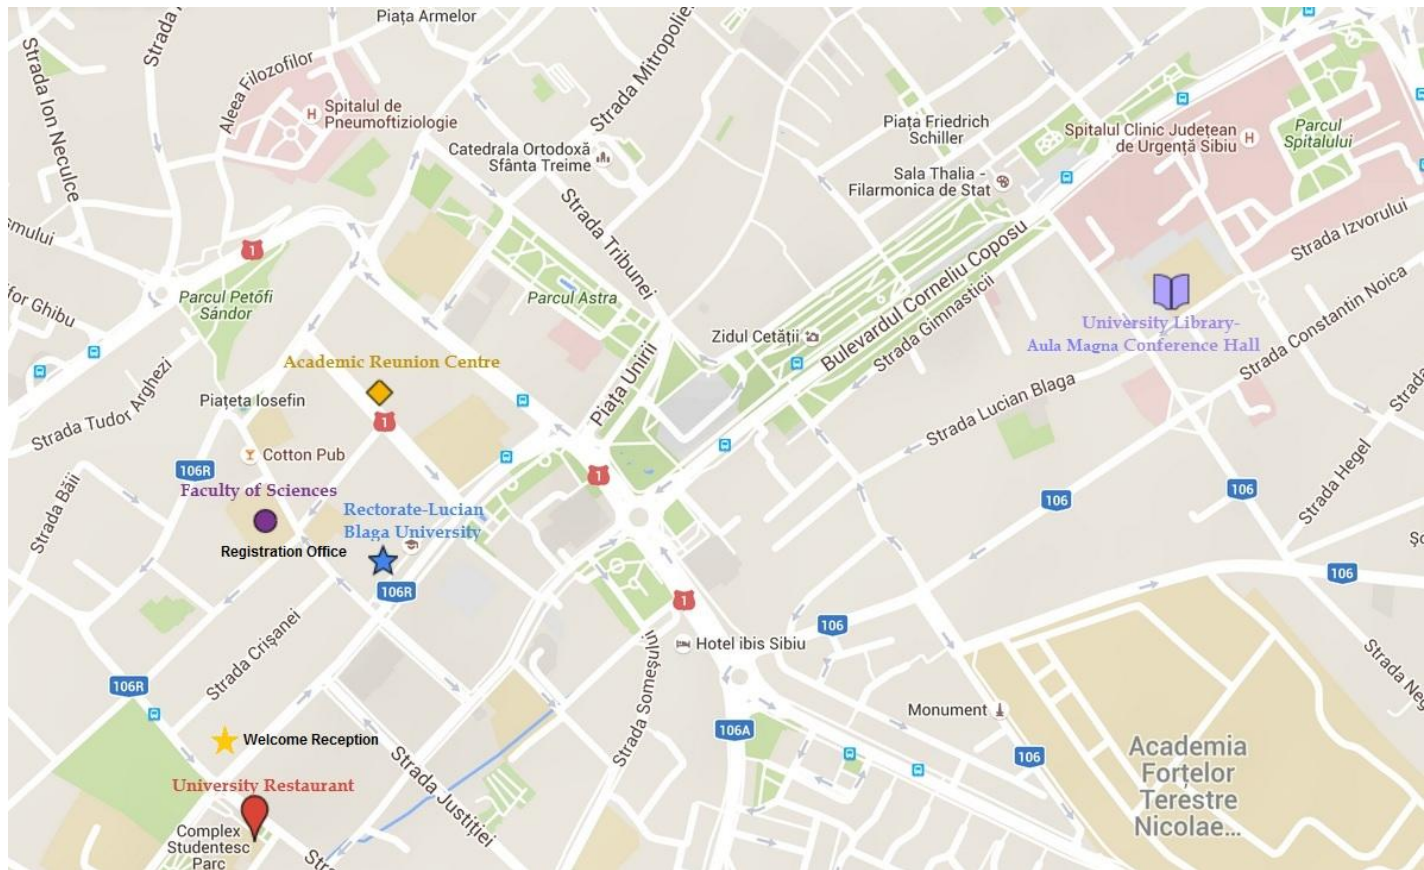 Piața Armelor
Strada Mitropoliei
Strada Ion Neculce
Aleea Filozofilor
H
Spitalul de
Pneumoftiziologie
Catedrala Ortodoxă
Sfânta Treime
Piața Friedrich
Schiller
Spitalul Clinic Județean
de Urgență Sibiu
H
Parcul
Spitalului
Sala Thalia -
Filarmonica de Stat
Strada Tribunei
Strada Izvorului
1
Parcul Petőfi
Sándor
Parcul Astra
Bulevardul Corneliu Coposu
Strada Gimnasticii
Strada Constantin Noica
University Library-
Aula Magna Conference Hall
Zidul Cetății
Academic Reunion Centre
Piața Unirii
Strada Tudor Arghezi
Piațeta Iosefin
1
Strada Lucian Blaga
Cotton Pub
106R
1
Strada Băii
Faculty of Sciences
Registration Office
Rectorate-Lucian
Blaga University
106R
106
106
Strada Hegel
106
1
106
Hotel ibis Sibiu
Strada Someșului
Strada Crișanei
106R
Monument
106A
106
Academia
Forțelor
Terestre
Nicolae...
Welcome Reception
University Restaurant
Strada Justiției
Complex
Studentesc
Parc